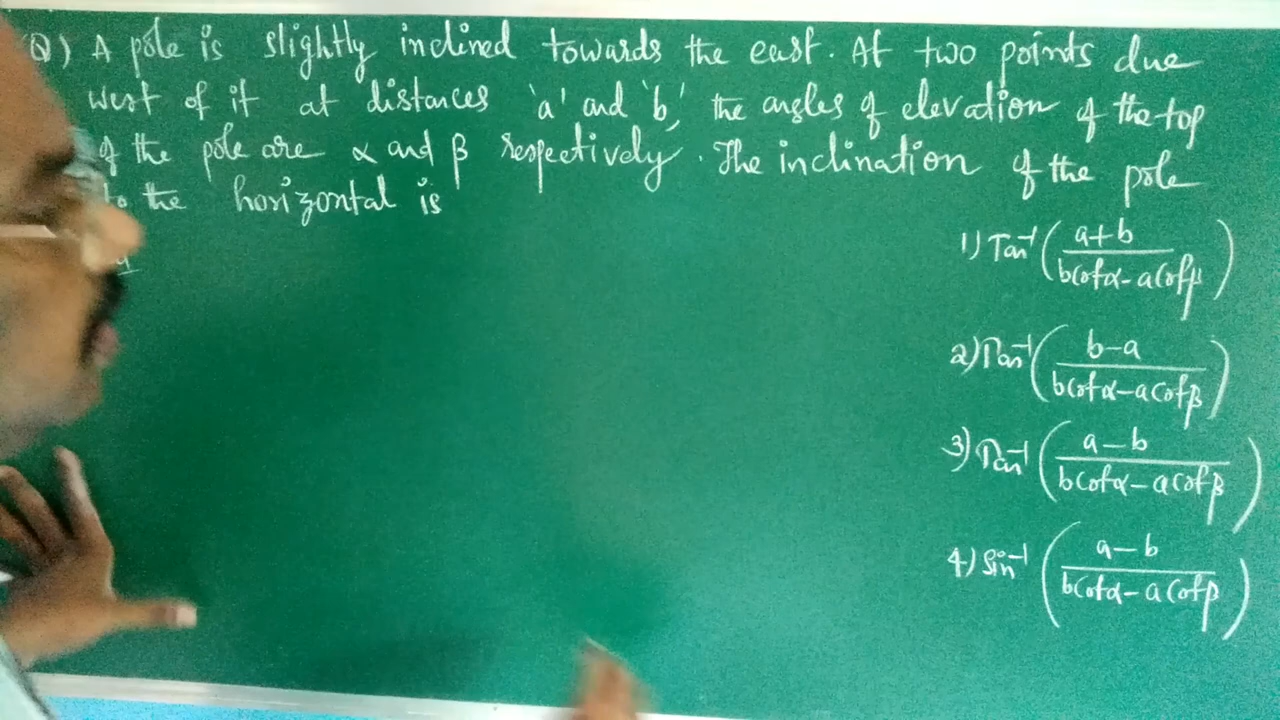 Q) A pole is slightly inclined towards the east. At two points due
west of it at distances 'a' and 'b', the angles of elevation of the top
of the pole are α and β respectively. The inclination of the pole
to the horizontal is
1) Tan⁻¹ ( a+b / bcotα - acotβ )
2) Tan⁻¹ ( b-a / bcotα - acotβ )
3) Tan⁻¹ ( a-b / bcotα - acotβ )
4) Sin⁻¹ ( a-b / bcotα - acotβ )